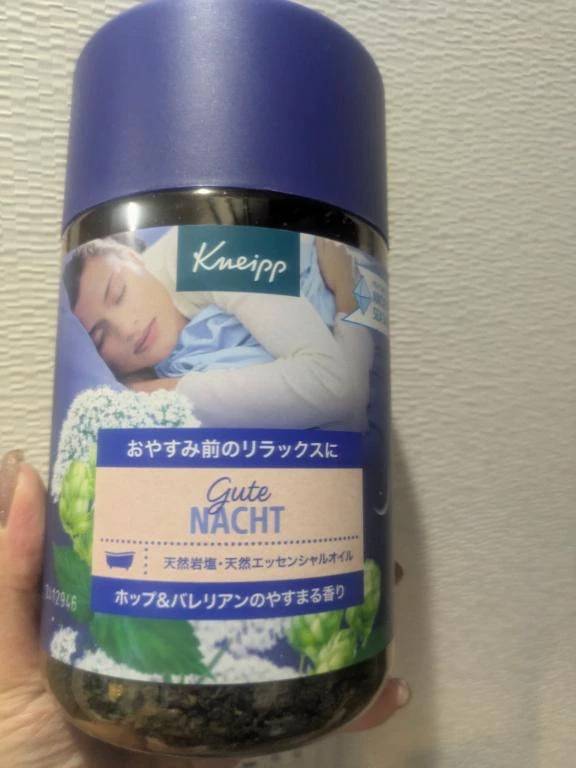 Kneipp
おやすみ前のリラックスに
Gute
NACHT
天然岩塩・天然エッセンシャルオイル
ホップ&バレリアンのやすまる香り